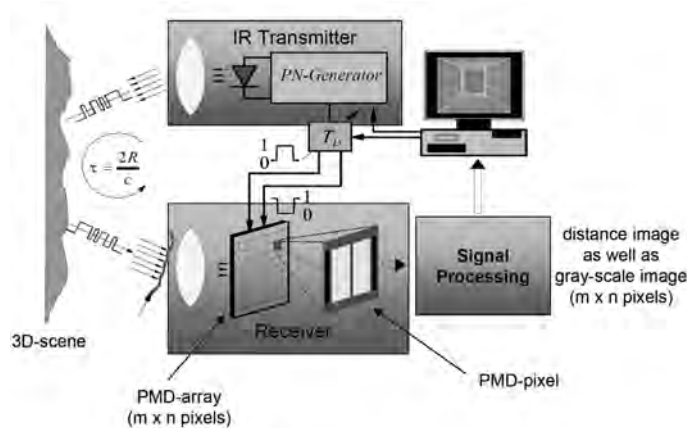 IR Transmitter
PN-Generator
T_D
1
0
1
0
τ = 2R/c
3D-scene
Receiver
Signal
Processing
distance image
as well as
gray-scale image
(m x n pixels)
PMD-array
(m x n pixels)
PMD-pixel